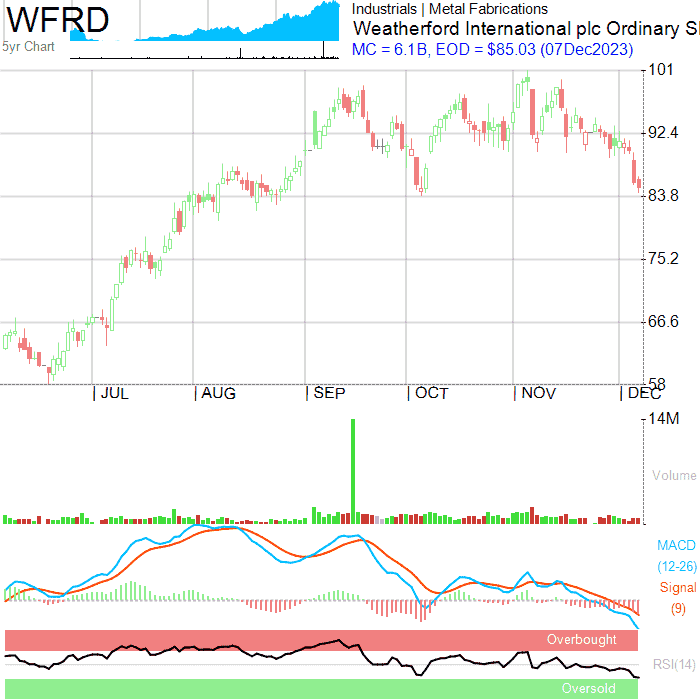 WFRD
5yr Chart
Industrials | Metal Fabrications
Weatherford International plc Ordinary
MC = 6.1B, EOD = $85.03 (07Dec2023)
101
92.4
83.8
75.2
66.6
58
| JUL | AUG | SEP | OCT | NOV | DEC
14M
Volume
MACD
(12-26)
Signal
(9)
Overbought
RSI(14)
Oversold